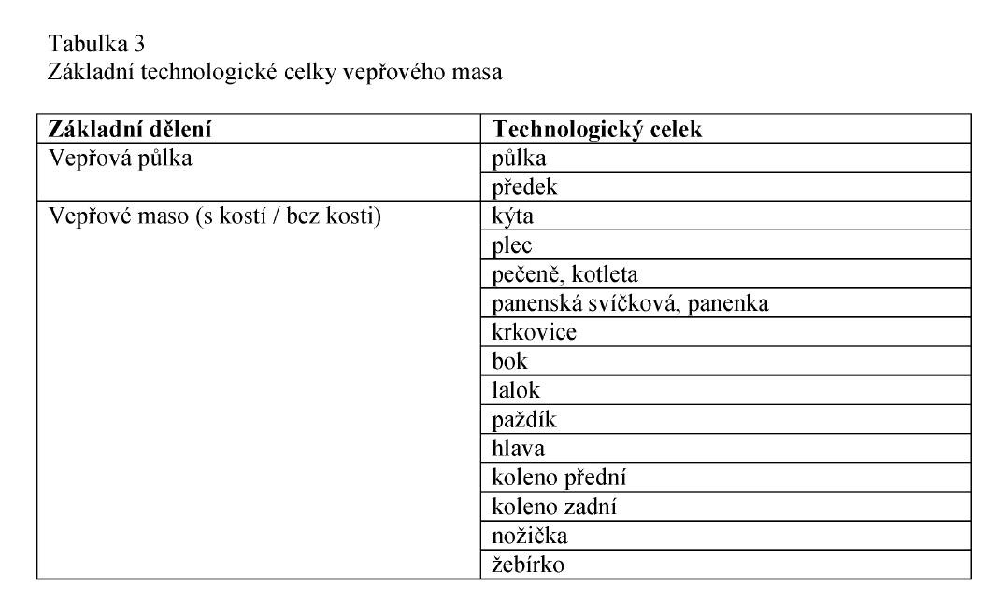 Tabulka 3
Základní technologické celky vepřového masa
Základní dělení Technologický celek
Vepřová půlka půlka
předek
Vepřové maso (s kostí / bez kosti) kýta
plec
pečeně, kotleta
panenská svíčková, panenka
krkovice
bok
lalok
paždík
hlava
koleno přední
koleno zadní
nožička
žebírko